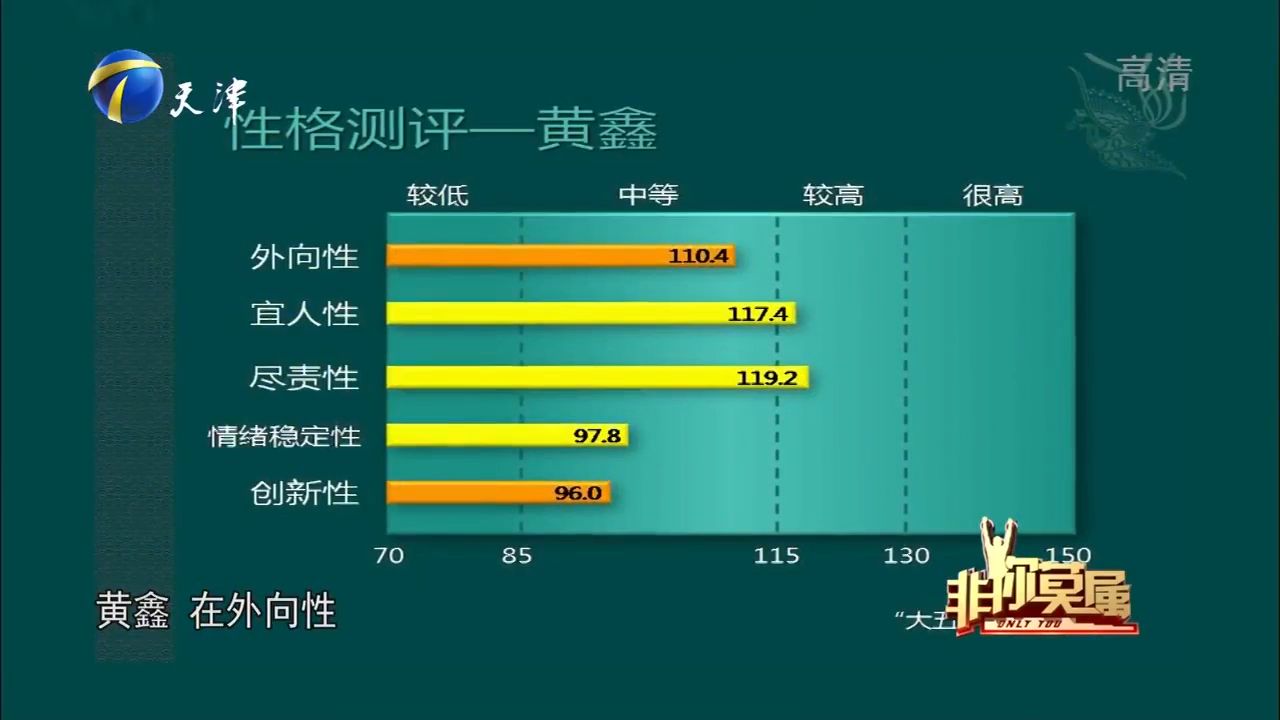 天津
高清
性格测评—黄鑫
较低 中等 较高 很高
外向性 110.4
宜人性 117.4
尽责性 119.2
情绪稳定性 97.8
创新性 96.0
70 85 115 130 150
黄鑫 在外向性
“大五
非你莫属
ONLY YOU